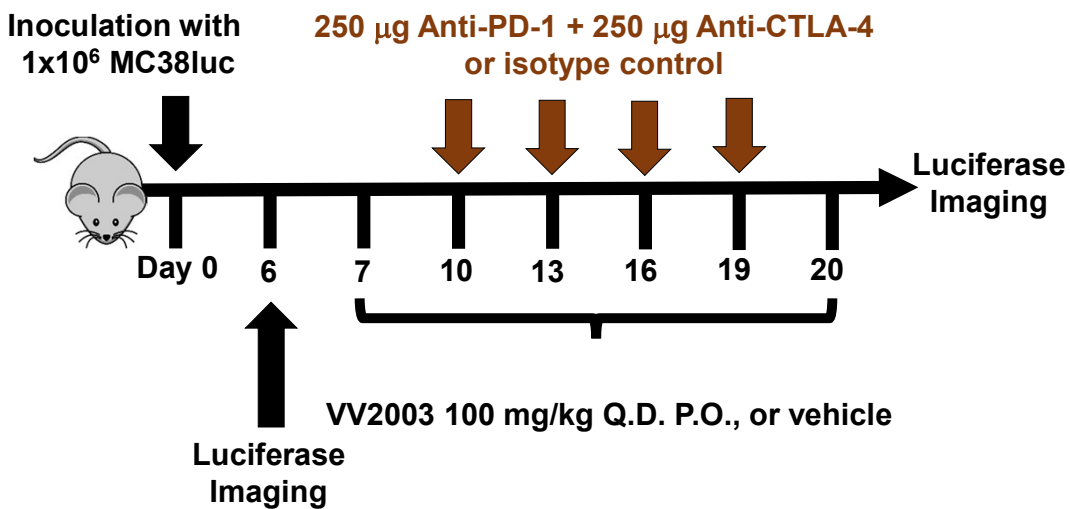 Inoculation with
1x10⁶ MC38luc
250 μg Anti-PD-1 + 250 μg Anti-CTLA-4
or isotype control
Luciferase
Imaging
Day 0 6 7 10 13 16 19 20
VV2003 100 mg/kg Q.D. P.O., or vehicle
Luciferase
Imaging